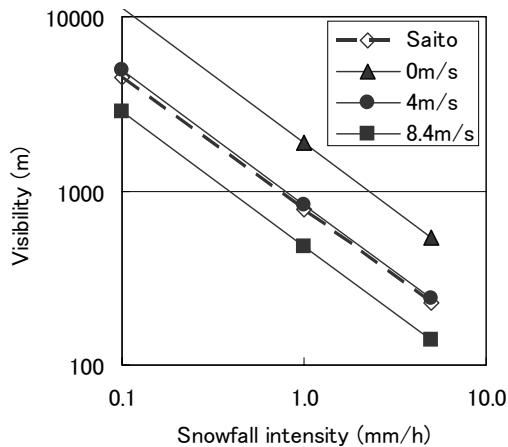 10000
1000
100
Visibility (m)
Saito
0m/s
4m/s
8.4m/s
0.1
1.0
10.0
Snowfall intensity (mm/h)